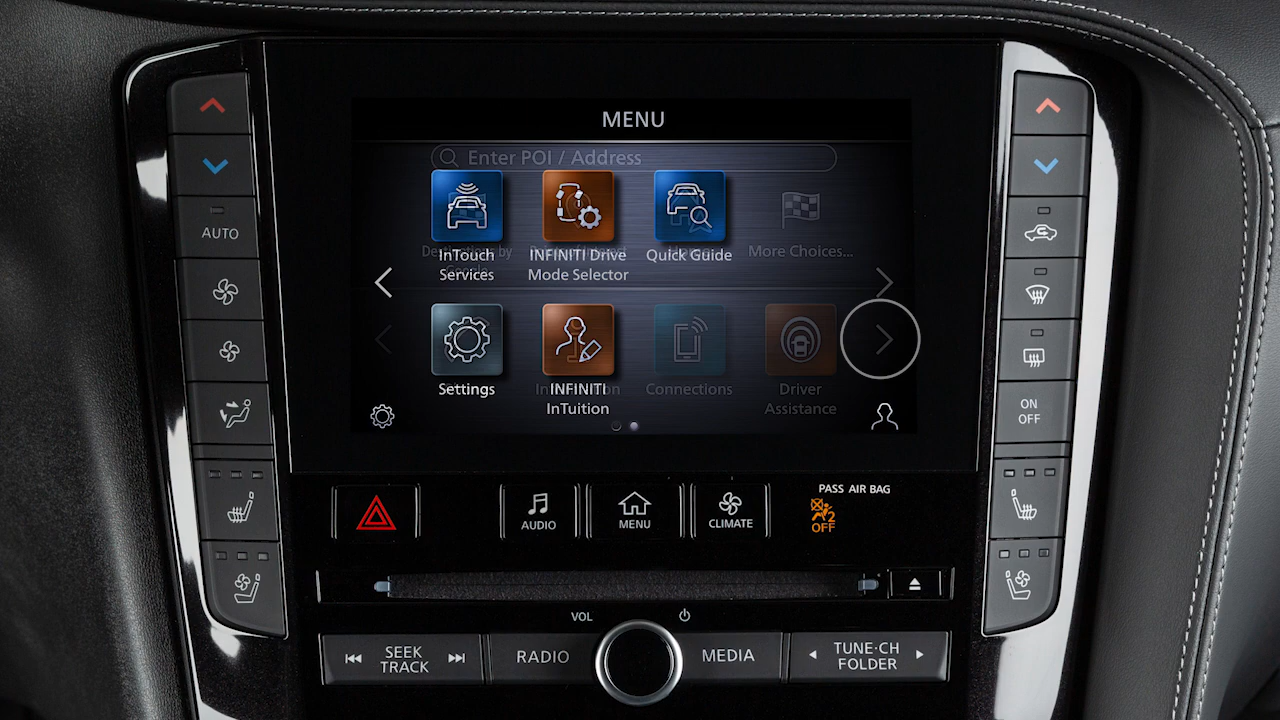 MENU
Enter POI / Address
InTouch
Services
INFINITI Drive
Mode Selector
Quick Guide
More Choices...
Settings
INFINITI
InTuition
Connections
Driver
Assistance
AUTO
ON
OFF
AUDIO
MENU
CLIMATE
PASS AIR BAG
2
OFF
VOL
SEEK
TRACK
RADIO
MEDIA
TUNE·CH
FOLDER